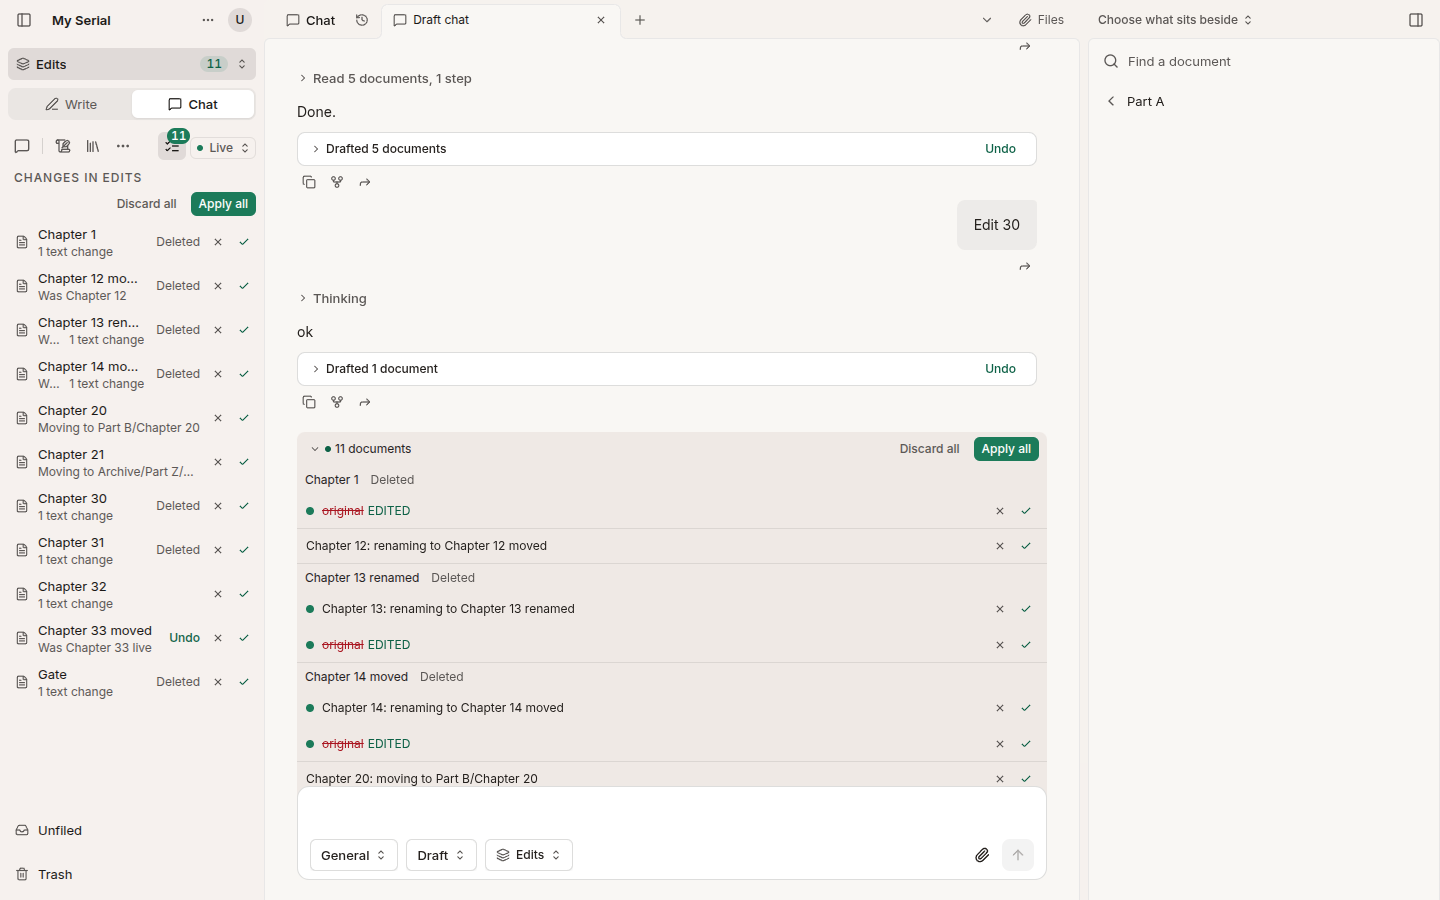 My Serial
U
Chat
Draft chat
Files
Choose what sits beside
Edits
11
Write
Chat
11
Live
CHANGES IN EDITS
Discard all
Apply all
Chapter 1
1 text change
Deleted
Chapter 12 mo...
Was Chapter 12
Deleted
Chapter 13 ren...
W... 1 text change
Deleted
Chapter 14 mo...
W... 1 text change
Deleted
Chapter 20
Moving to Part B/Chapter 20
Chapter 21
Moving to Archive/Part Z/...
Chapter 30
1 text change
Deleted
Chapter 31
1 text change
Deleted
Chapter 32
1 text change
Chapter 33 moved
Was Chapter 33 live
Undo
Gate
1 text change
Deleted
Unfiled
Trash
Read 5 documents, 1 step
Done.
Drafted 5 documents
Undo
Edit 30
Thinking
ok
Drafted 1 document
Undo
11 documents
Discard all
Apply all
Chapter 1 Deleted
original EDITED
Chapter 12: renaming to Chapter 12 moved
Chapter 13 renamed Deleted
Chapter 13: renaming to Chapter 13 renamed
original EDITED
Chapter 14 moved Deleted
Chapter 14: renaming to Chapter 14 moved
original EDITED
Chapter 20: moving to Part B/Chapter 20
General
Draft
Edits
Find a document
Part A